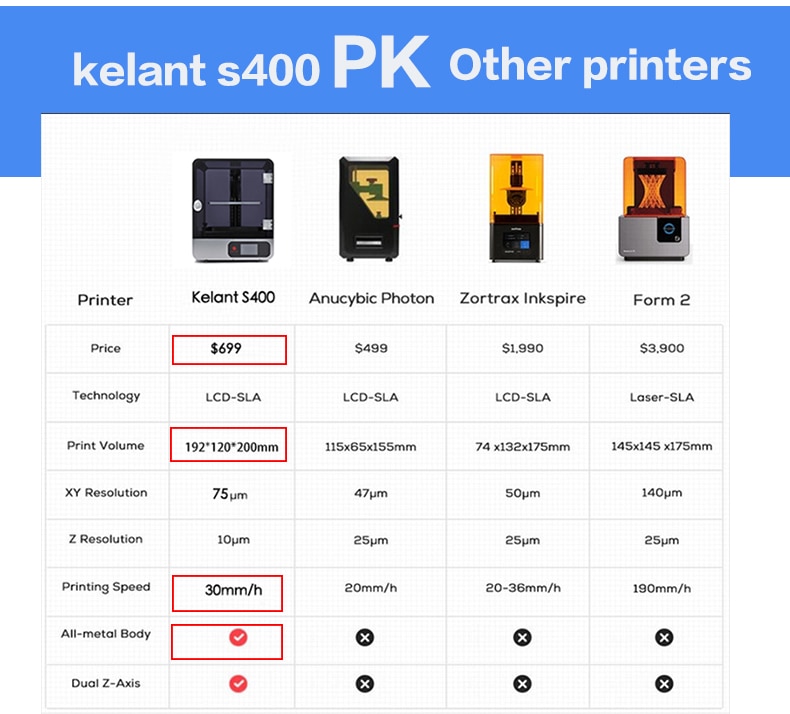 kelant s400 PK Other printers
Printer Kelant S400 Anucybic Photon Zortrax Inkspire Form 2
Price $699 $499 $1,990 $3,900
Technology LCD-SLA LCD-SLA LCD-SLA Laser-SLA
Print Volume 192*120*200mm 115x65x155mm 74 x132x175mm 145x145 x175mm
XY Resolution 75μm 47μm 50μm 140μm
Z Resolution 10μm 25μm 25μm 25μm
Printing Speed 30mm/h 20mm/h 20-36mm/h 190mm/h
All-metal Body
Dual Z-Axis